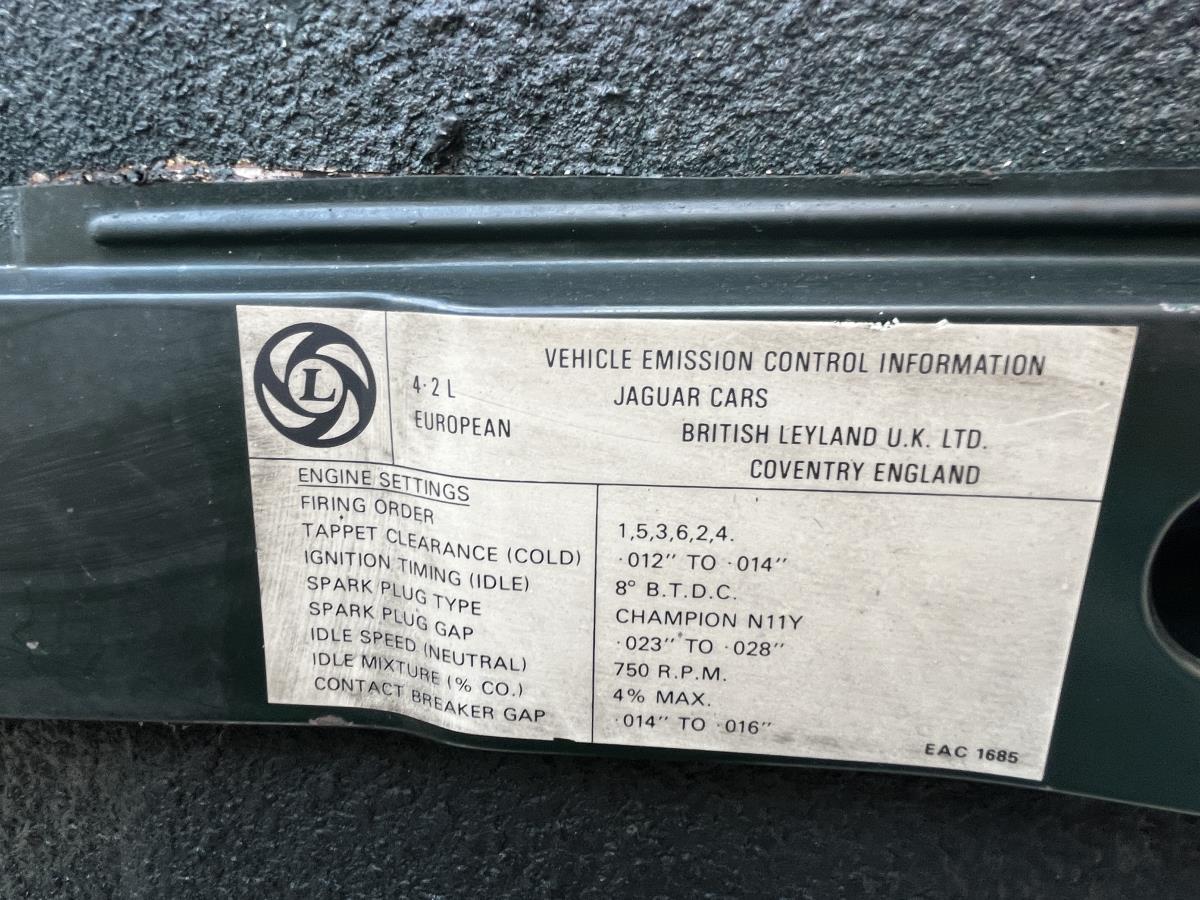 L
4·2 L
EUROPEAN
VEHICLE EMISSION CONTROL INFORMATION
JAGUAR CARS
BRITISH LEYLAND U.K. LTD.
COVENTRY ENGLAND
ENGINE SETTINGS
FIRING ORDER 1,5,3,6,2,4.
TAPPET CLEARANCE (COLD) ·012″ TO ·014″
IGNITION TIMING (IDLE) 8° B.T.D.C.
SPARK PLUG TYPE CHAMPION N11Y
SPARK PLUG GAP ·023″ TO ·028″
IDLE SPEED (NEUTRAL) 750 R.P.M.
IDLE MIXTURE (% CO.) 4% MAX.
CONTACT BREAKER GAP ·014″ TO ·016″
EAC 1685